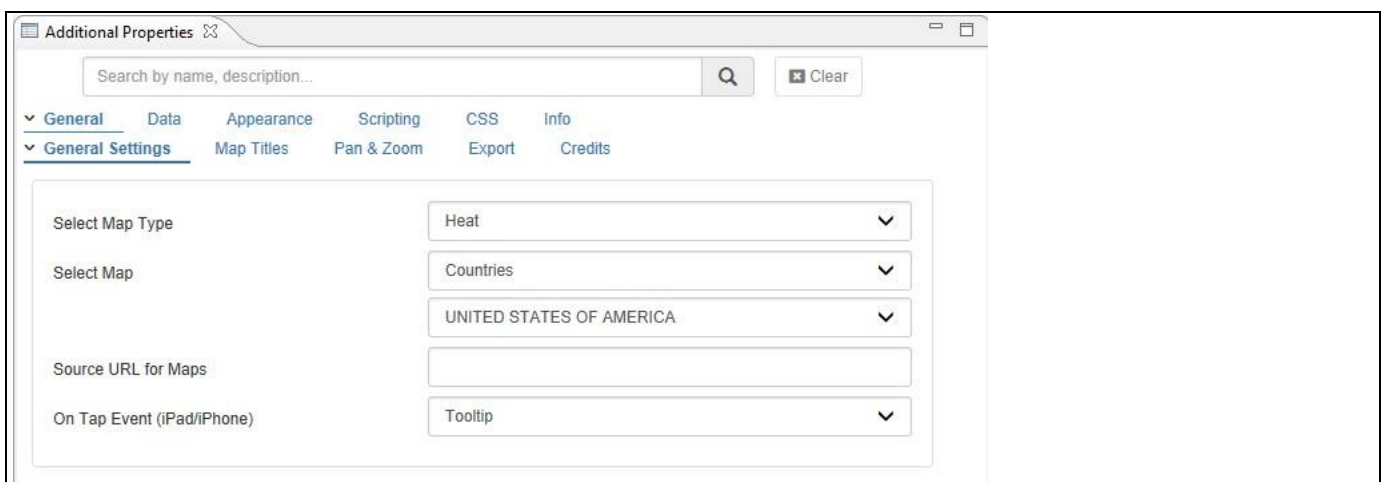 Additional Properties
Search by name, description...
Clear
General Data Appearance Scripting CSS Info
General Settings Map Titles Pan & Zoom Export Credits
Select Map Type Heat
Select Map Countries
UNITED STATES OF AMERICA
Source URL for Maps
On Tap Event (iPad/iPhone) Tooltip